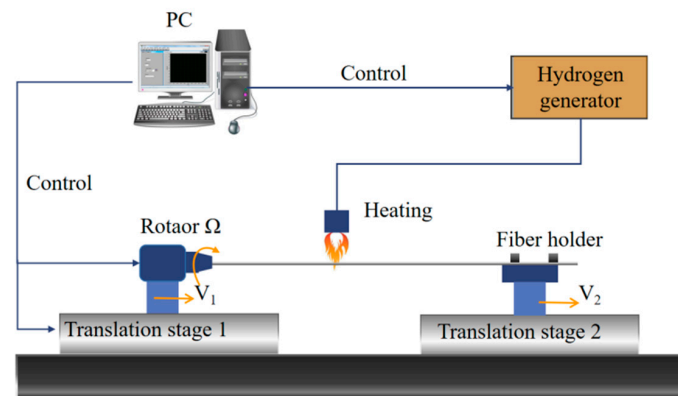 PC
Control
Hydrogen
generator
Control
Heating
Rotaor Ω
Fiber holder
V₁
V₂
Translation stage 1
Translation stage 2